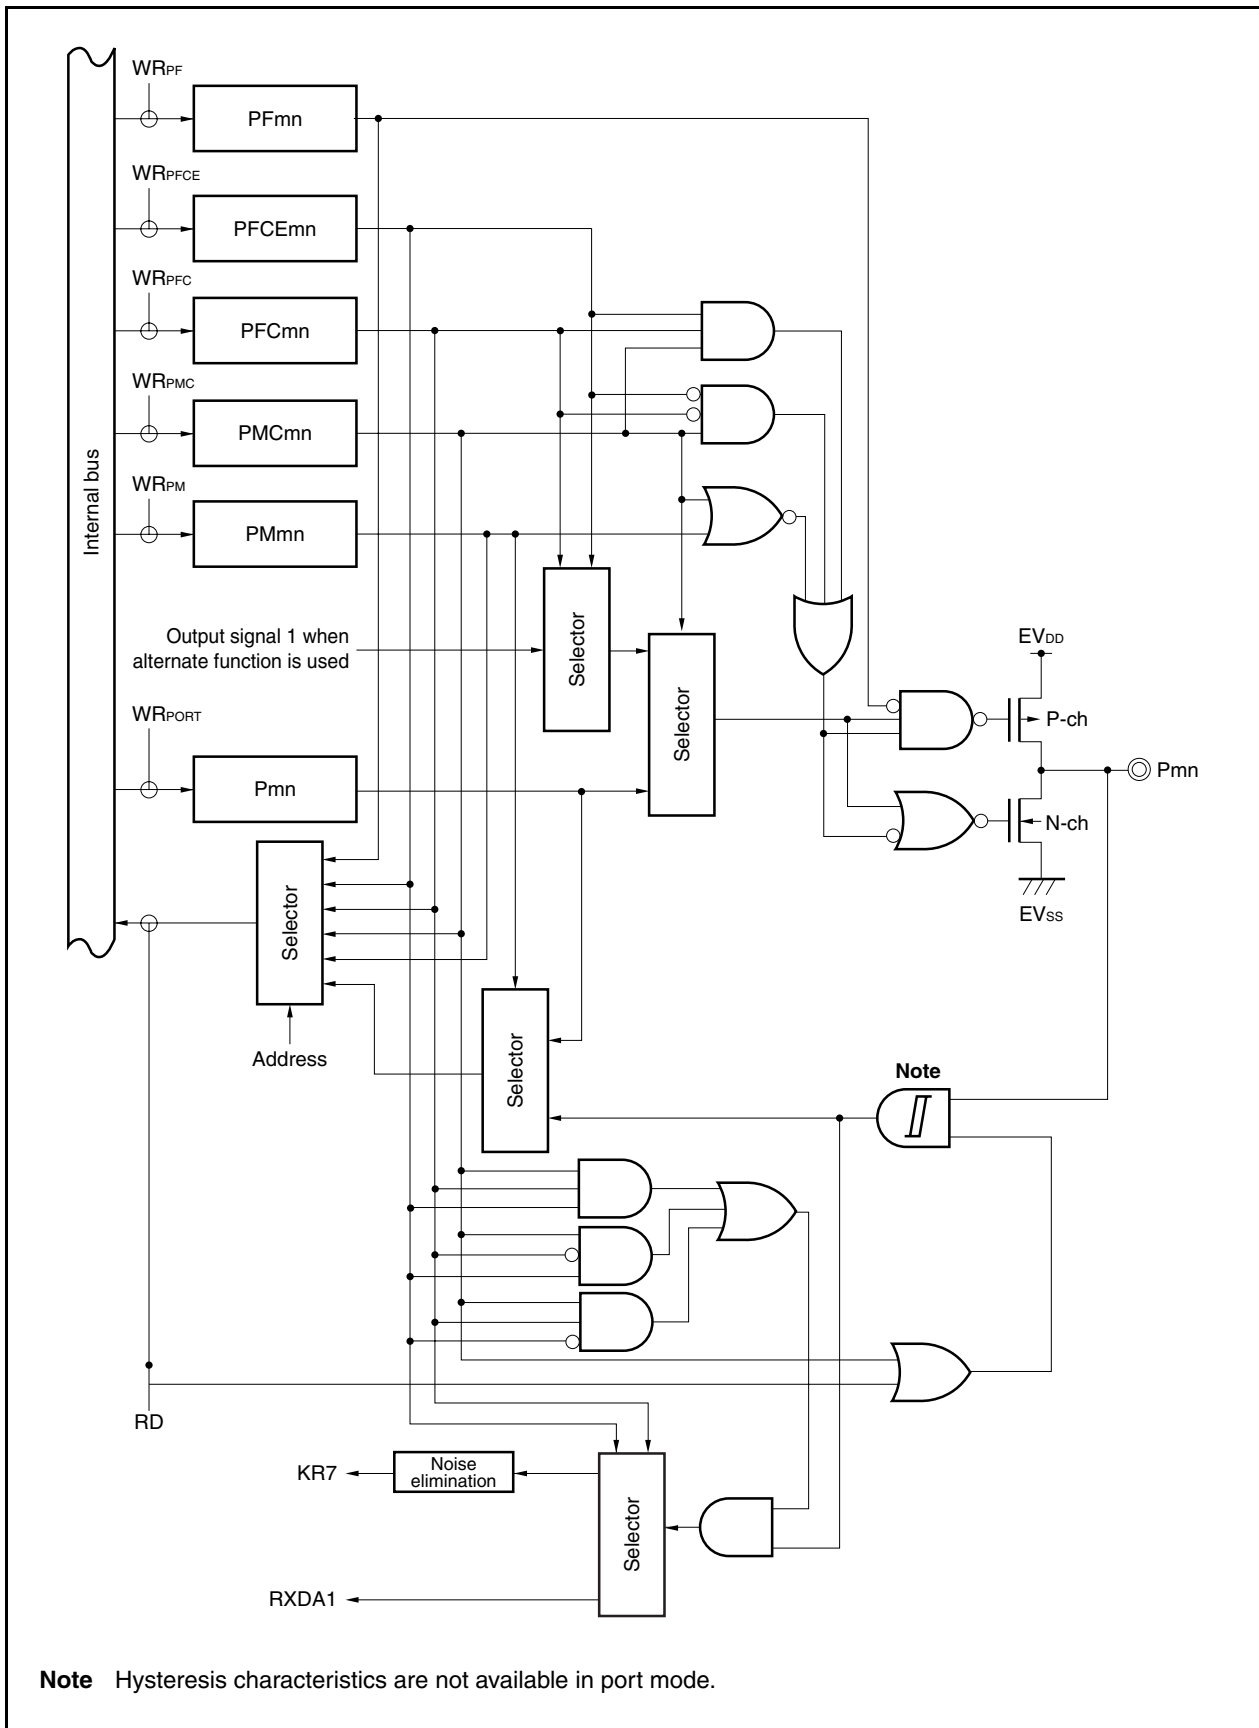 WRPF
PFmn
WRPFCE
PFCEmn
WRPFC
PFCmn
WRPMC
PMCmn
WRPM
PMmn
Internal bus
Output signal 1 when
alternate function is used
Selector
Selector
EVDD
P-ch
WRPORT
Pmn
Pmn
N-ch
EVSS
Selector
Address
Selector
Note
RD
KR7
Noise
elimination
Selector
RXDA1
Note Hysteresis characteristics are not available in port mode.